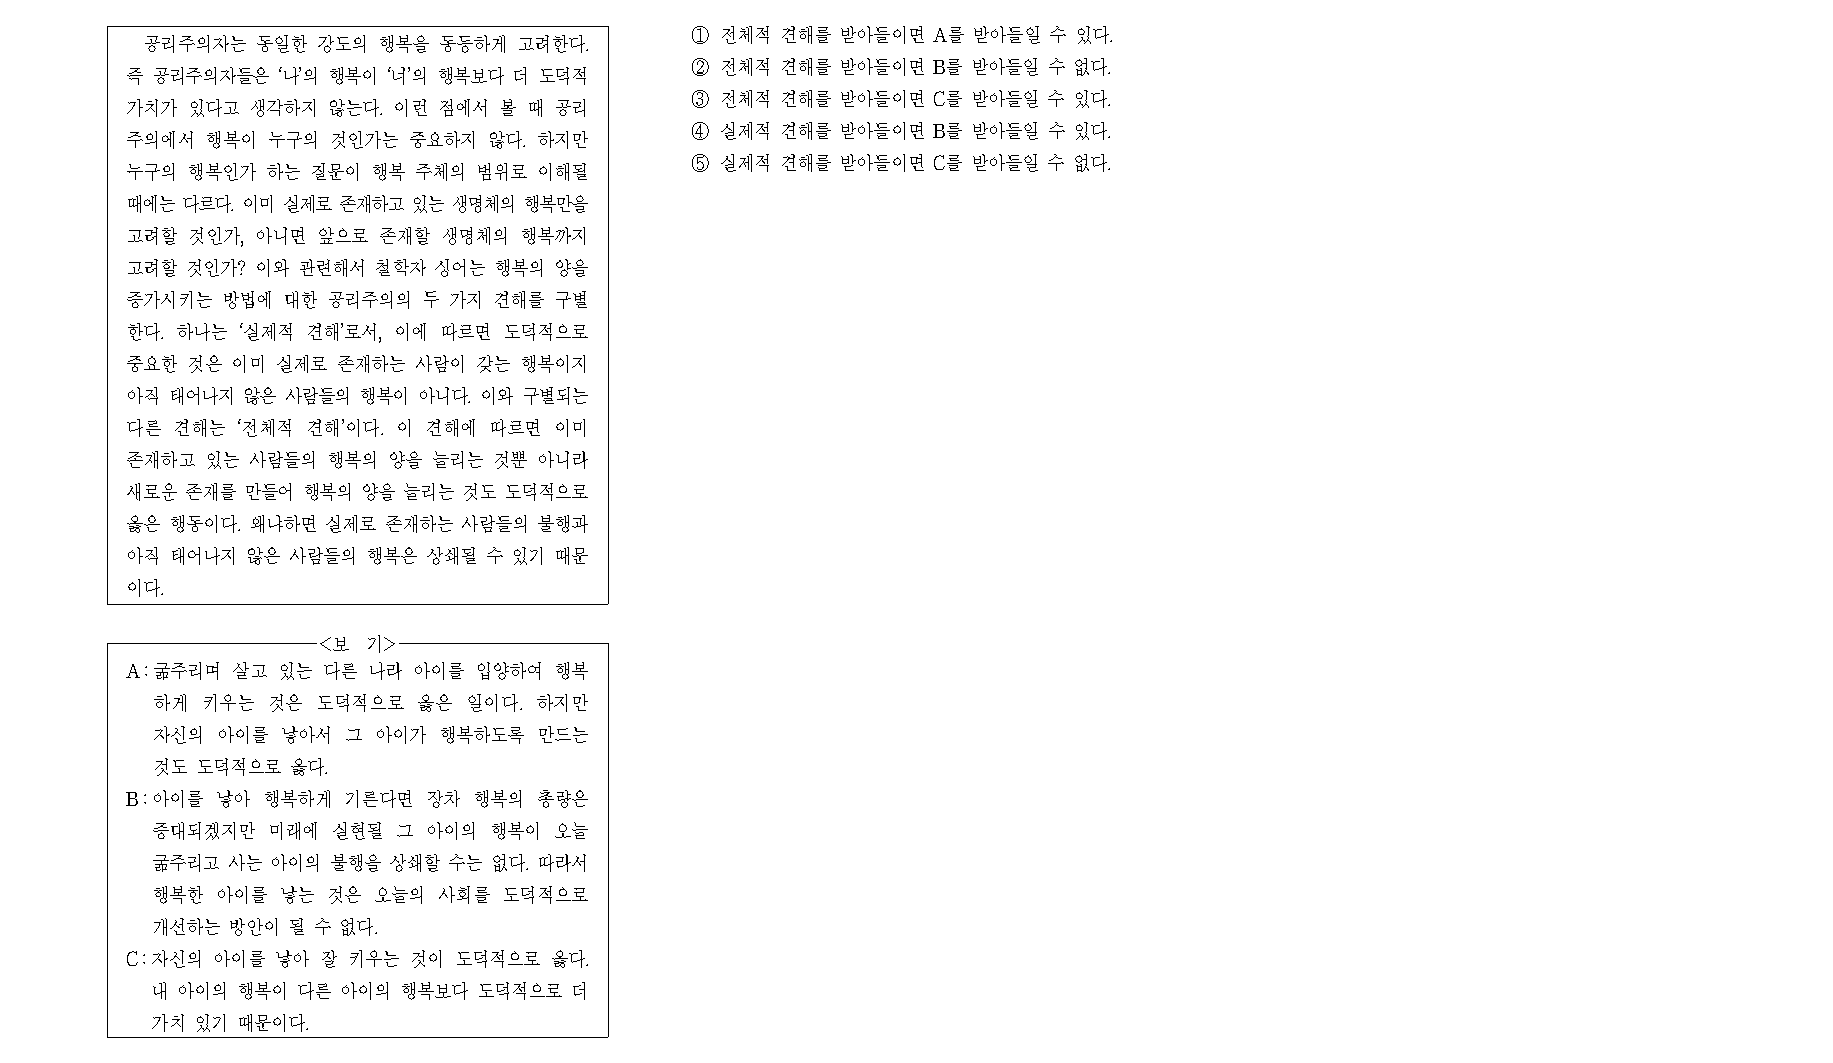 공리주의자는 동일한 강도의 행복을 동등하게 고려한다.
즉 공리주의자들은 ‘나’의 행복이 ‘너’의 행복보다 더 도덕적
가치가 있다고 생각하지 않는다. 이런 점에서 볼 때 공리
주의에서 행복이 누구의 것인가는 중요하지 않다. 하지만
누구의 행복인가 하는 질문이 행복 주체의 범위로 이해될
때에는 다르다. 이미 실제로 존재하고 있는 생명체의 행복만을
고려할 것인가, 아니면 앞으로 존재할 생명체의 행복까지
고려할 것인가? 이와 관련해서 철학자 싱어는 행복의 양을
증가시키는 방법에 대한 공리주의의 두 가지 견해를 구별
한다. 하나는 ‘실제적 견해’로서, 이에 따르면 도덕적으로
중요한 것은 이미 실제로 존재하는 사람이 갖는 행복이지
아직 태어나지 않은 사람들의 행복이 아니다. 이와 구별되는
다른 견해는 ‘전체적 견해’이다. 이 견해에 따르면 이미
존재하고 있는 사람들의 행복의 양을 늘리는 것뿐 아니라
새로운 존재를 만들어 행복의 양을 늘리는 것도 도덕적으로
옳은 행동이다. 왜냐하면 실제로 존재하는 사람들의 불행과
아직 태어나지 않은 사람들의 행복은 상쇄될 수 있기 때문
이다.
<보 기>
A : 굶주리며 살고 있는 다른 나라 아이를 입양하여 행복
하게 키우는 것은 도덕적으로 옳은 일이다. 하지만
자신의 아이를 낳아서 그 아이가 행복하도록 만드는
것도 도덕적으로 옳다.
B : 아이를 낳아 행복하게 기른다면 장차 행복의 총량은
증대되겠지만 미래에 실현될 그 아이의 행복이 오늘
굶주리고 사는 아이의 불행을 상쇄할 수는 없다. 따라서
행복한 아이를 낳는 것은 오늘의 사회를 도덕적으로
개선하는 방안이 될 수 없다.
C : 자신의 아이를 낳아 잘 키우는 것이 도덕적으로 옳다.
내 아이의 행복이 다른 아이의 행복보다 도덕적으로 더
가치 있기 때문이다.
① 전체적 견해를 받아들이면 A를 받아들일 수 있다.
② 전체적 견해를 받아들이면 B를 받아들일 수 없다.
③ 전체적 견해를 받아들이면 C를 받아들일 수 있다.
④ 실제적 견해를 받아들이면 B를 받아들일 수 있다.
⑤ 실제적 견해를 받아들이면 C를 받아들일 수 없다.